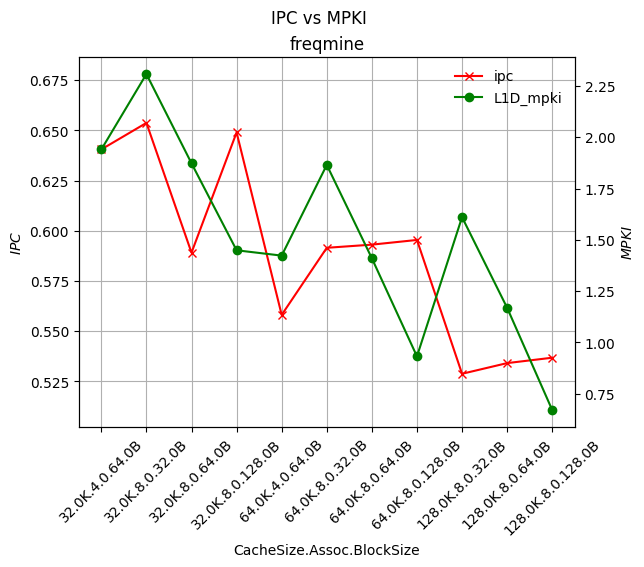 IPC vs MPKI
freqmine
ipc
L1D_mpki
0.675
0.650
0.625
0.600
0.575
0.550
0.525
IPC
2.25
2.00
1.75
1.50
1.25
1.00
0.75
MPKI
32.0K.4.0.64.0B
32.0K.8.0.32.0B
32.0K.8.0.64.0B
32.0K.8.0.128.0B
64.0K.4.0.64.0B
64.0K.8.0.32.0B
64.0K.8.0.64.0B
64.0K.8.0.128.0B
128.0K.8.0.32.0B
128.0K.8.0.64.0B
128.0K.8.0.128.0B
CacheSize.Assoc.BlockSize